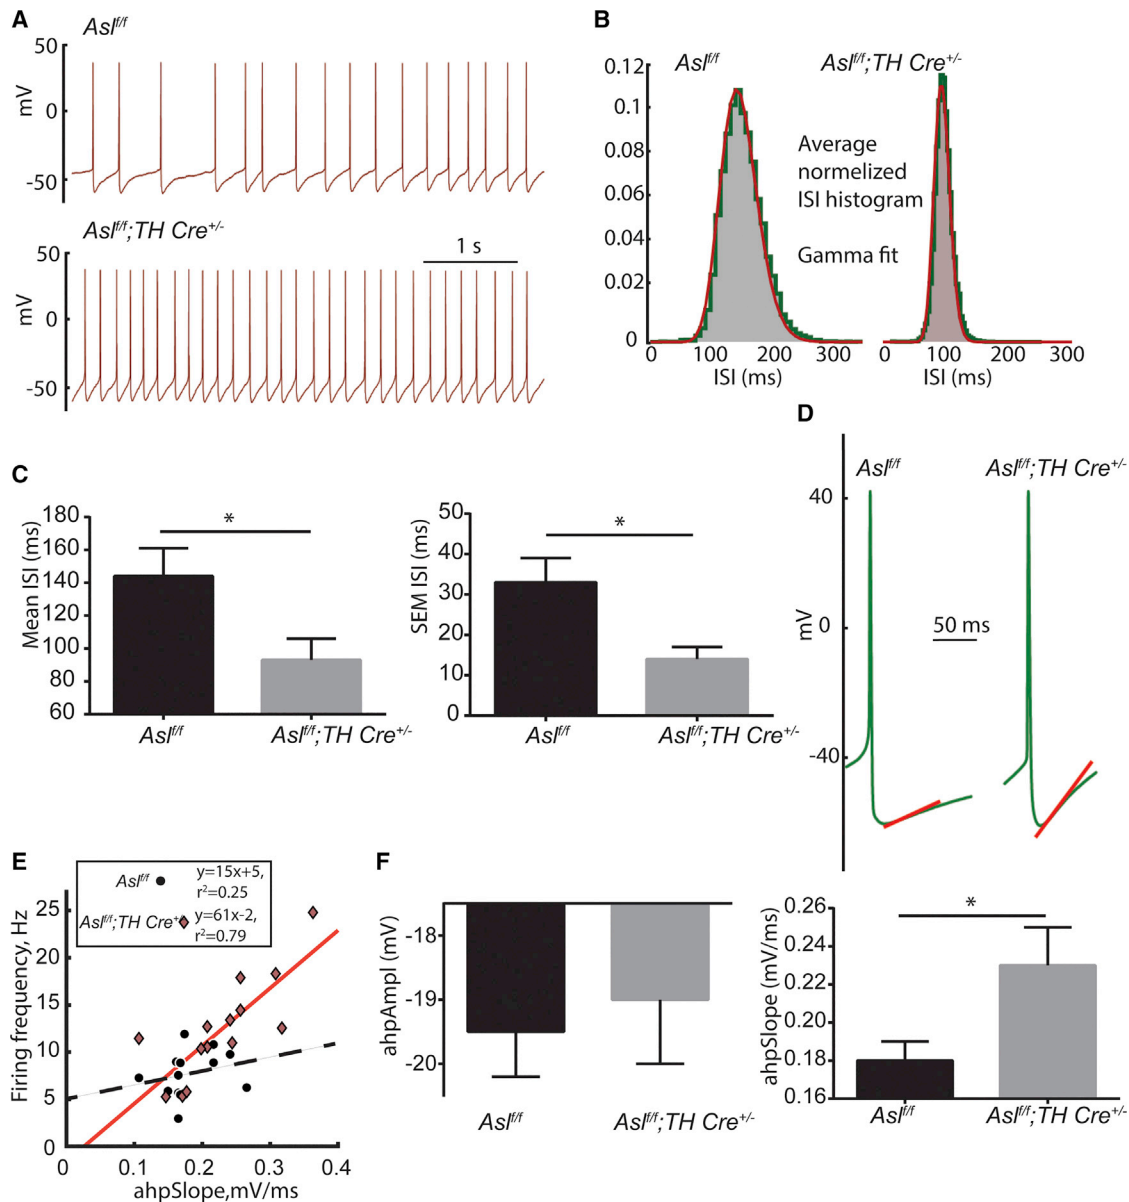 A
Asl^f/f
50
0
-50
mV
Asl^f/f;TH Cre^+/-
1 s
50
0
-50
mV
B
Asl^f/f
Asl^f/f;TH Cre^+/-
0.12
0.1
0.08
0.06
0.04
0.02
0
Average
normalized
ISI histogram
Gamma fit
0 100 200 300
ISI (ms)
0 100 200 300
ISI (ms)
C
Mean ISI (ms)
180
160
140
120
100
80
60
*
Asl^f/f
Asl^f/f;TH Cre^+/-
SEM ISI (ms)
50
40
30
20
10
0
*
Asl^f/f
Asl^f/f;TH Cre^+/-
D
Asl^f/f
Asl^f/f;TH Cre^+/-
40
0
-40
mV
50 ms
E
Asl^f/f
y=15x+5,
r²=0.25
Asl^f/f;TH Cre^+/-
y=61x-2,
r²=0.79
Firing frequency, Hz
25
20
15
10
5
0
0 0.1 0.2 0.3 0.4
ahpSlope,mV/ms
F
ahpAmpl (mV)
-18
-19
-20
Asl^f/f
Asl^f/f;TH Cre^+/-
ahpSlope (mV/ms)
0.26
0.24
0.22
0.20
0.18
0.16
*
Asl^f/f
Asl^f/f;TH Cre^+/-